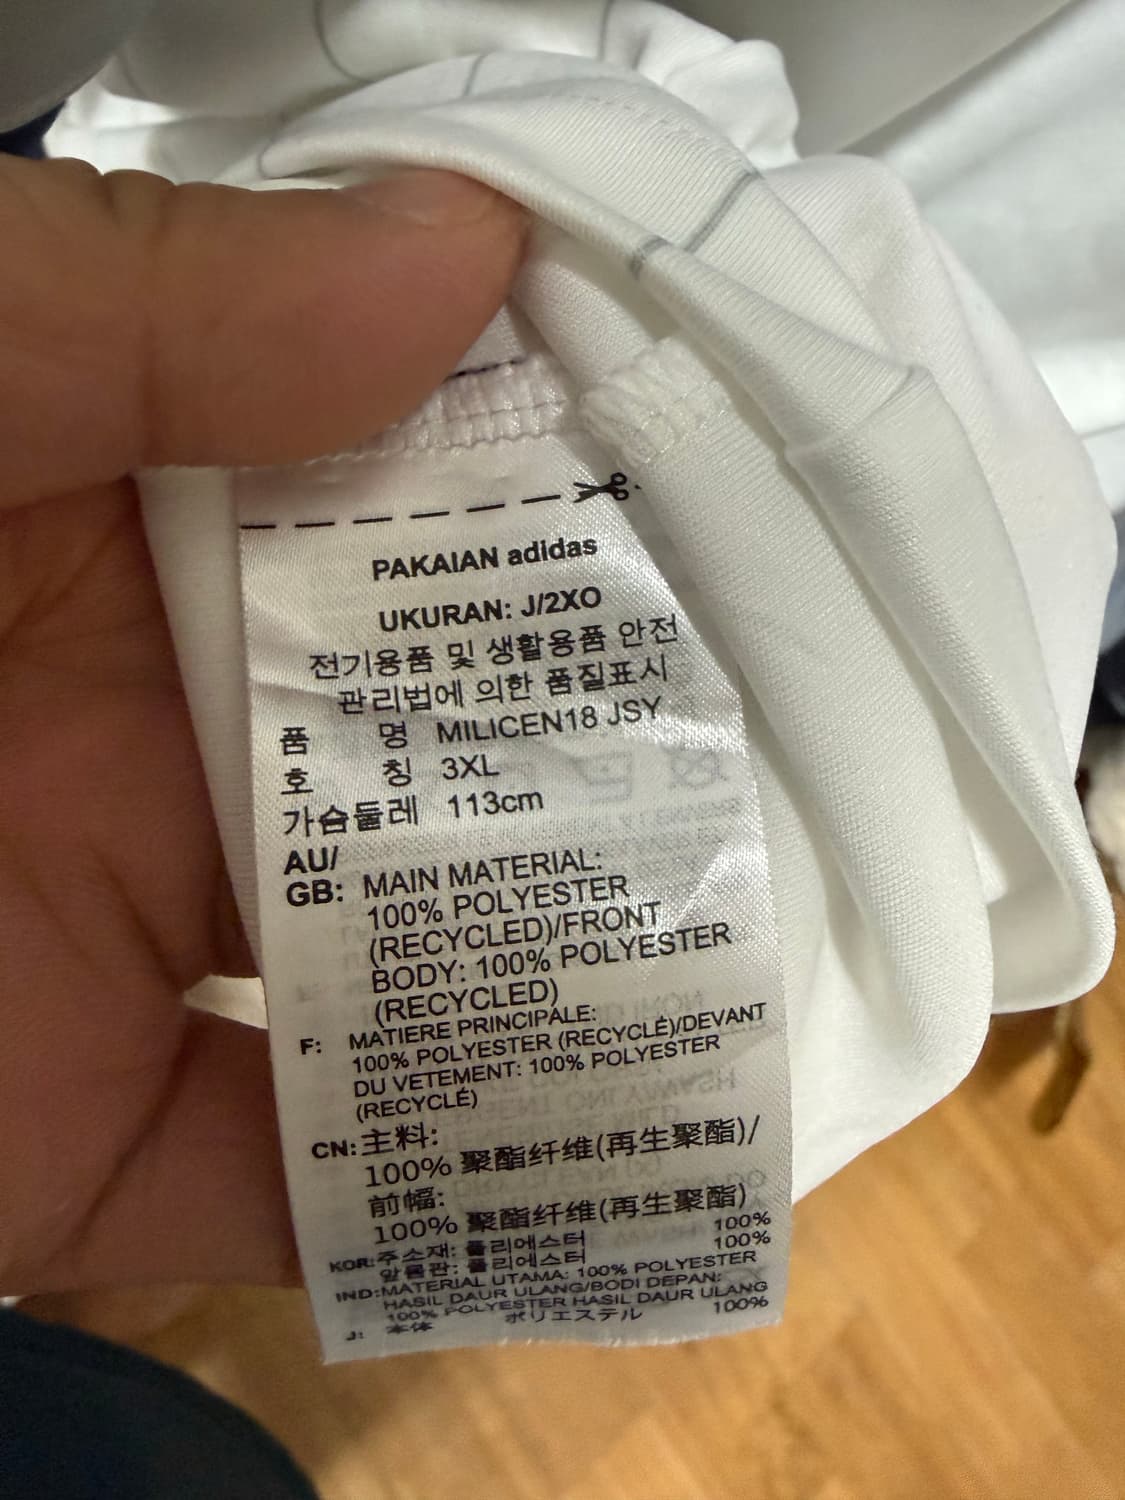 PAKAIAN adidas
UKURAN: J/2XO
전기용품 및 생활용품 안전
관리법에 의한 품질표시
품 명 MILICEN18 JSY
호 칭 3XL
가슴둘레 113cm
AU/
GB: MAIN MATERIAL:
100% POLYESTER
(RECYCLED)/FRONT
BODY: 100% POLYESTER
(RECYCLED)
F: MATIERE PRINCIPALE:
100% POLYESTER (RECYCLÉ)/DEVANT
DU VETEMENT: 100% POLYESTER
(RECYCLÉ)
CN: 主料:
100% 聚酯纤维(再生聚酯)/
前幅:
100% 聚酯纤维(再生聚酯)
KOR: 주소재: 폴리에스터 100%
앞몸판: 폴리에스터 100%
IND: MATERIAL UTAMA: 100% POLYESTER
HASIL DAUR ULANG/BODI DEPAN:
100% POLYESTER HASIL DAUR ULANG
J: 本体 ポリエステル 100%